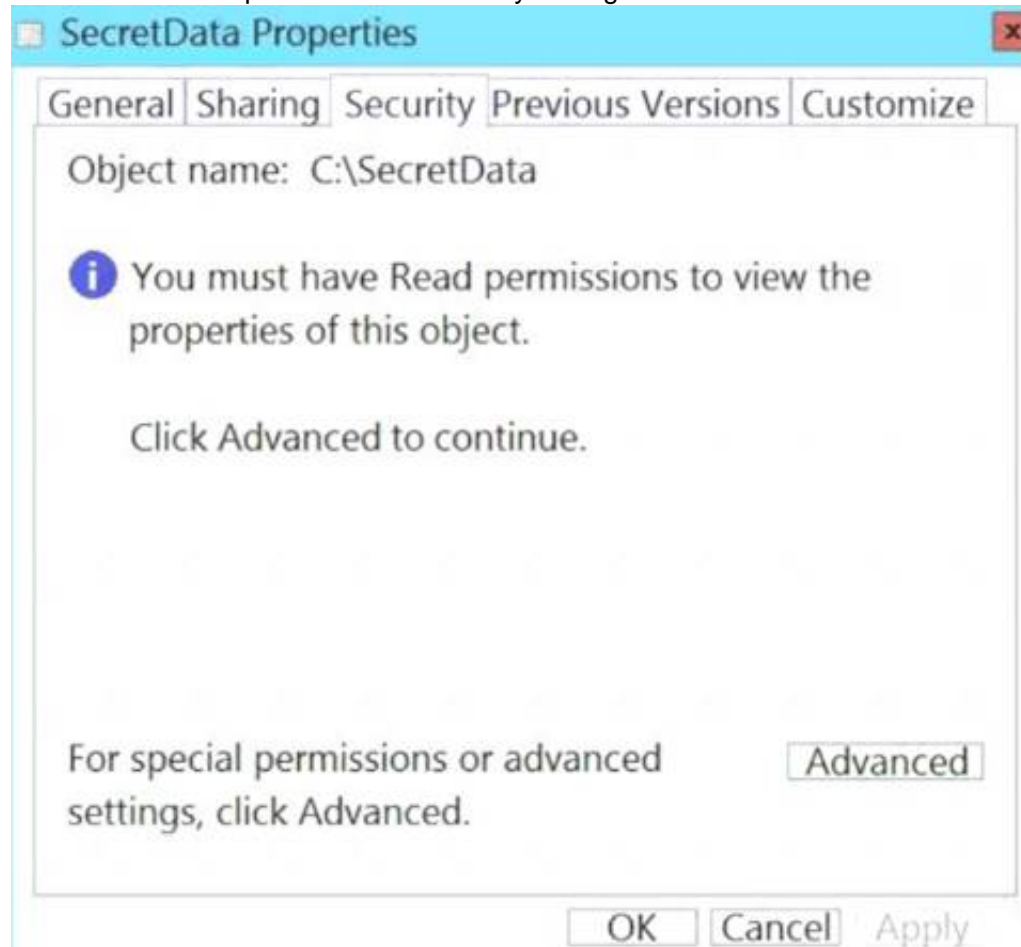 SecretData Properties
x
General Sharing Security Previous Versions Customize
Object name: C:\SecretData
i You must have Read permissions to view the
properties of this object.
Click Advanced to continue.
For special permissions or advanced
Advanced
settings, click Advanced.
OK Cancel Apply